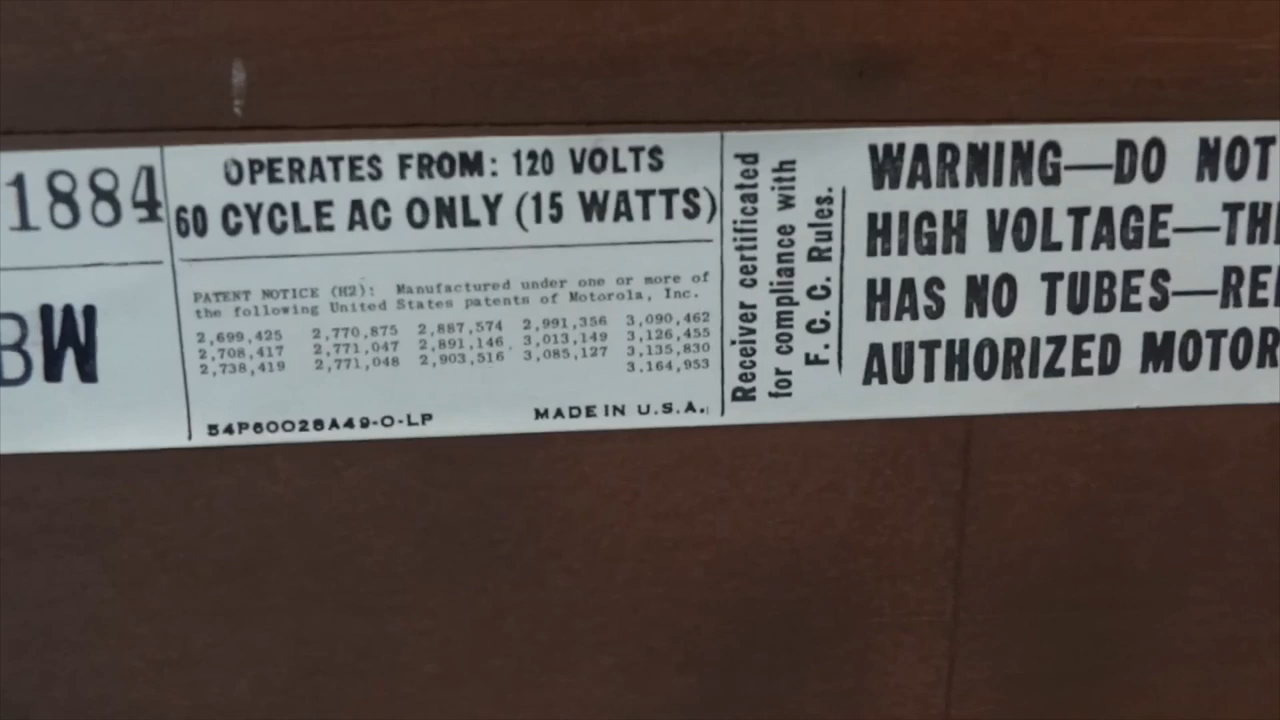 1884
BW
OPERATES FROM: 120 VOLTS
60 CYCLE AC ONLY (15 WATTS)
PATENT NOTICE (H2): Manufactured under one or more of
the following United States patents of Motorola, Inc.
2,699,425 2,770,875 2,887,574 2,991,356 3,090,462
2,708,417 2,771,047 2,891,146 3,013,149 3,126,455
2,738,419 2,771,048 2,903,516 3,085,127 3,135,830
3.164,953
54P60028A49-O-LP MADE IN U.S.A.
Receiver certificated
for compliance with
F. C. C. Rules.
WARNING—DO NOT
HIGH VOLTAGE—THI
HAS NO TUBES—RE
AUTHORIZED MOTOR